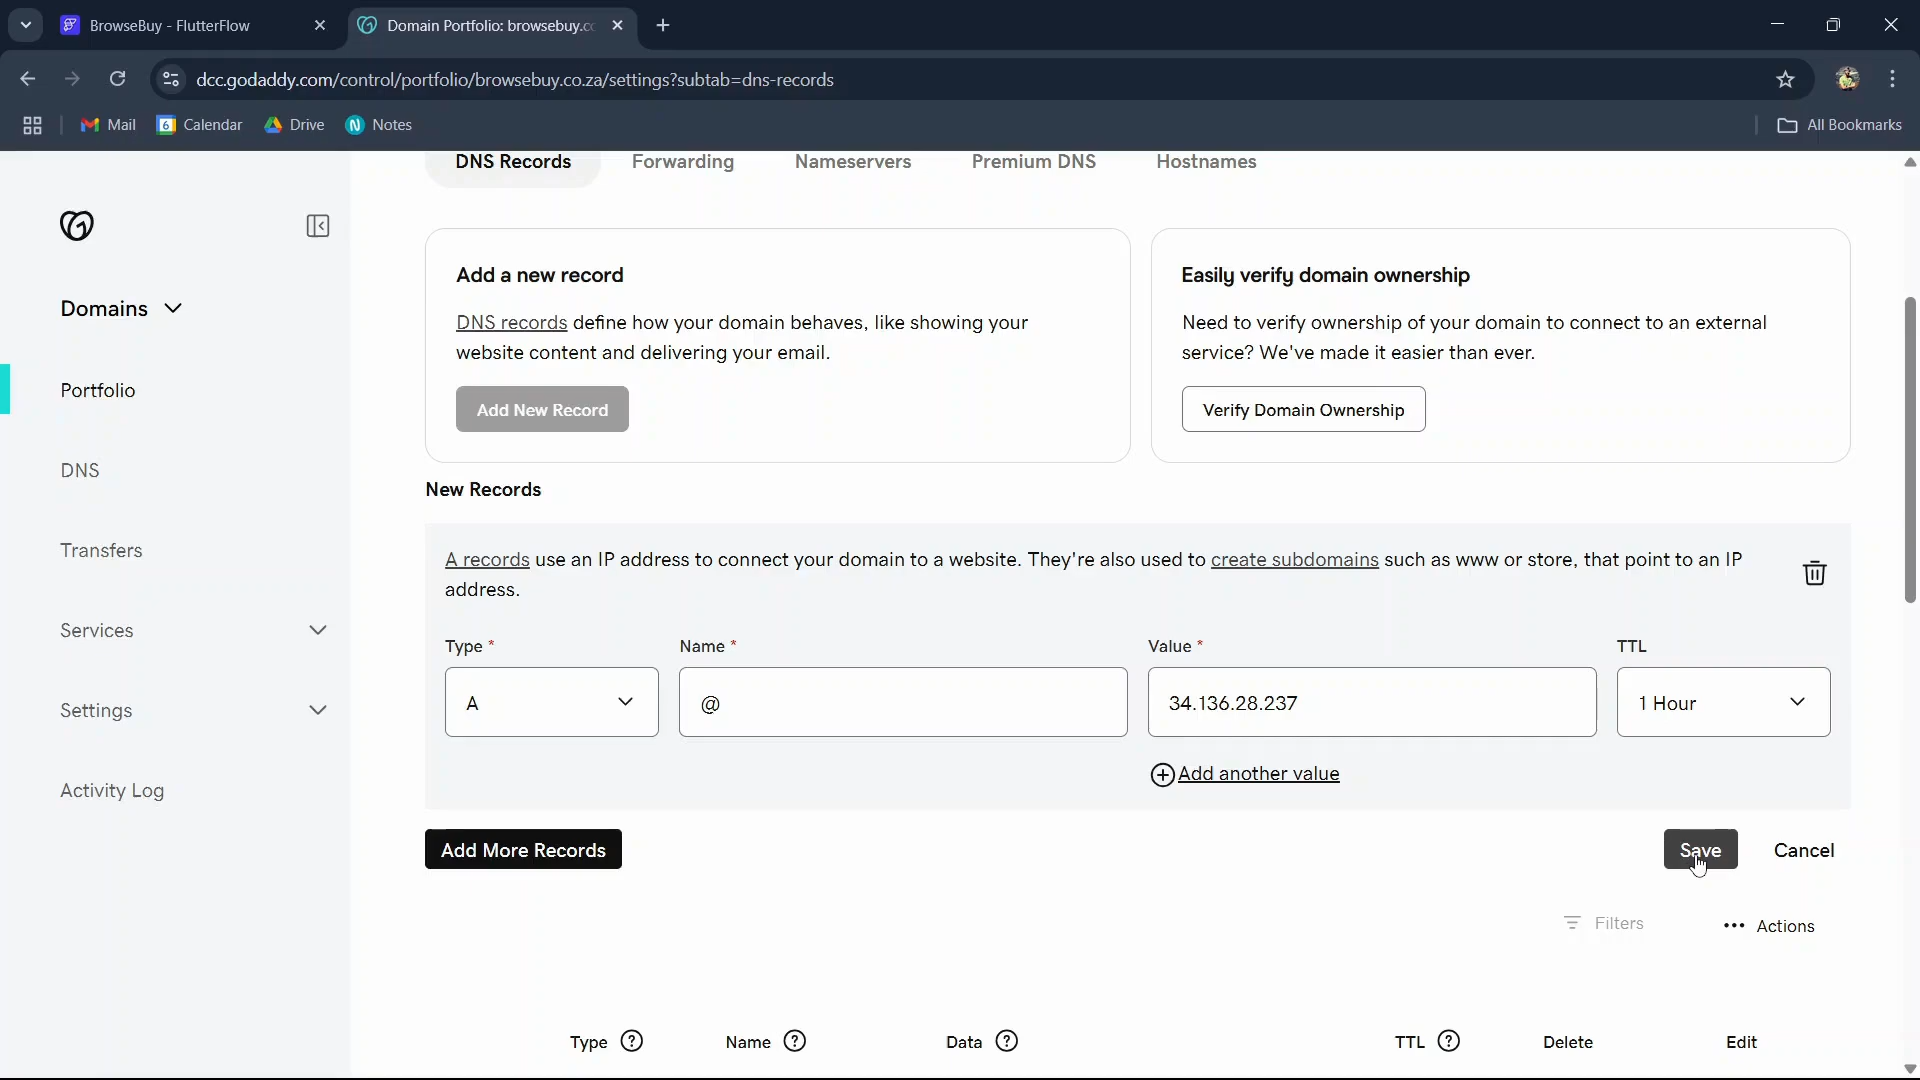 BrowseBuy - FlutterFlow
Domain Portfolio: browsebuy.cc
dcc.godaddy.com/control/portfolio/browsebuy.co.za/settings?subtab=dns-records
Mail
6 Calendar
Drive
N Notes
All Bookmarks
DNS Records
Forwarding
Nameservers
Premium DNS
Hostnames
Domains
Portfolio
DNS
Transfers
Services
Settings
Activity Log
Add a new record
DNS records define how your domain behaves, like showing your
website content and delivering your email.
Add New Record
Easily verify domain ownership
Need to verify ownership of your domain to connect to an external
service? We've made it easier than ever.
Verify Domain Ownership
New Records
A records use an IP address to connect your domain to a website. They're also used to create subdomains such as www or store, that point to an IP
address.
Type *
Name *
Value *
TTL
A
@
34.136.28.237
1 Hour
Add another value
Add More Records
Save
Cancel
Filters
••• Actions
Type ?
Name ?
Data ?
TTL ?
Delete
Edit